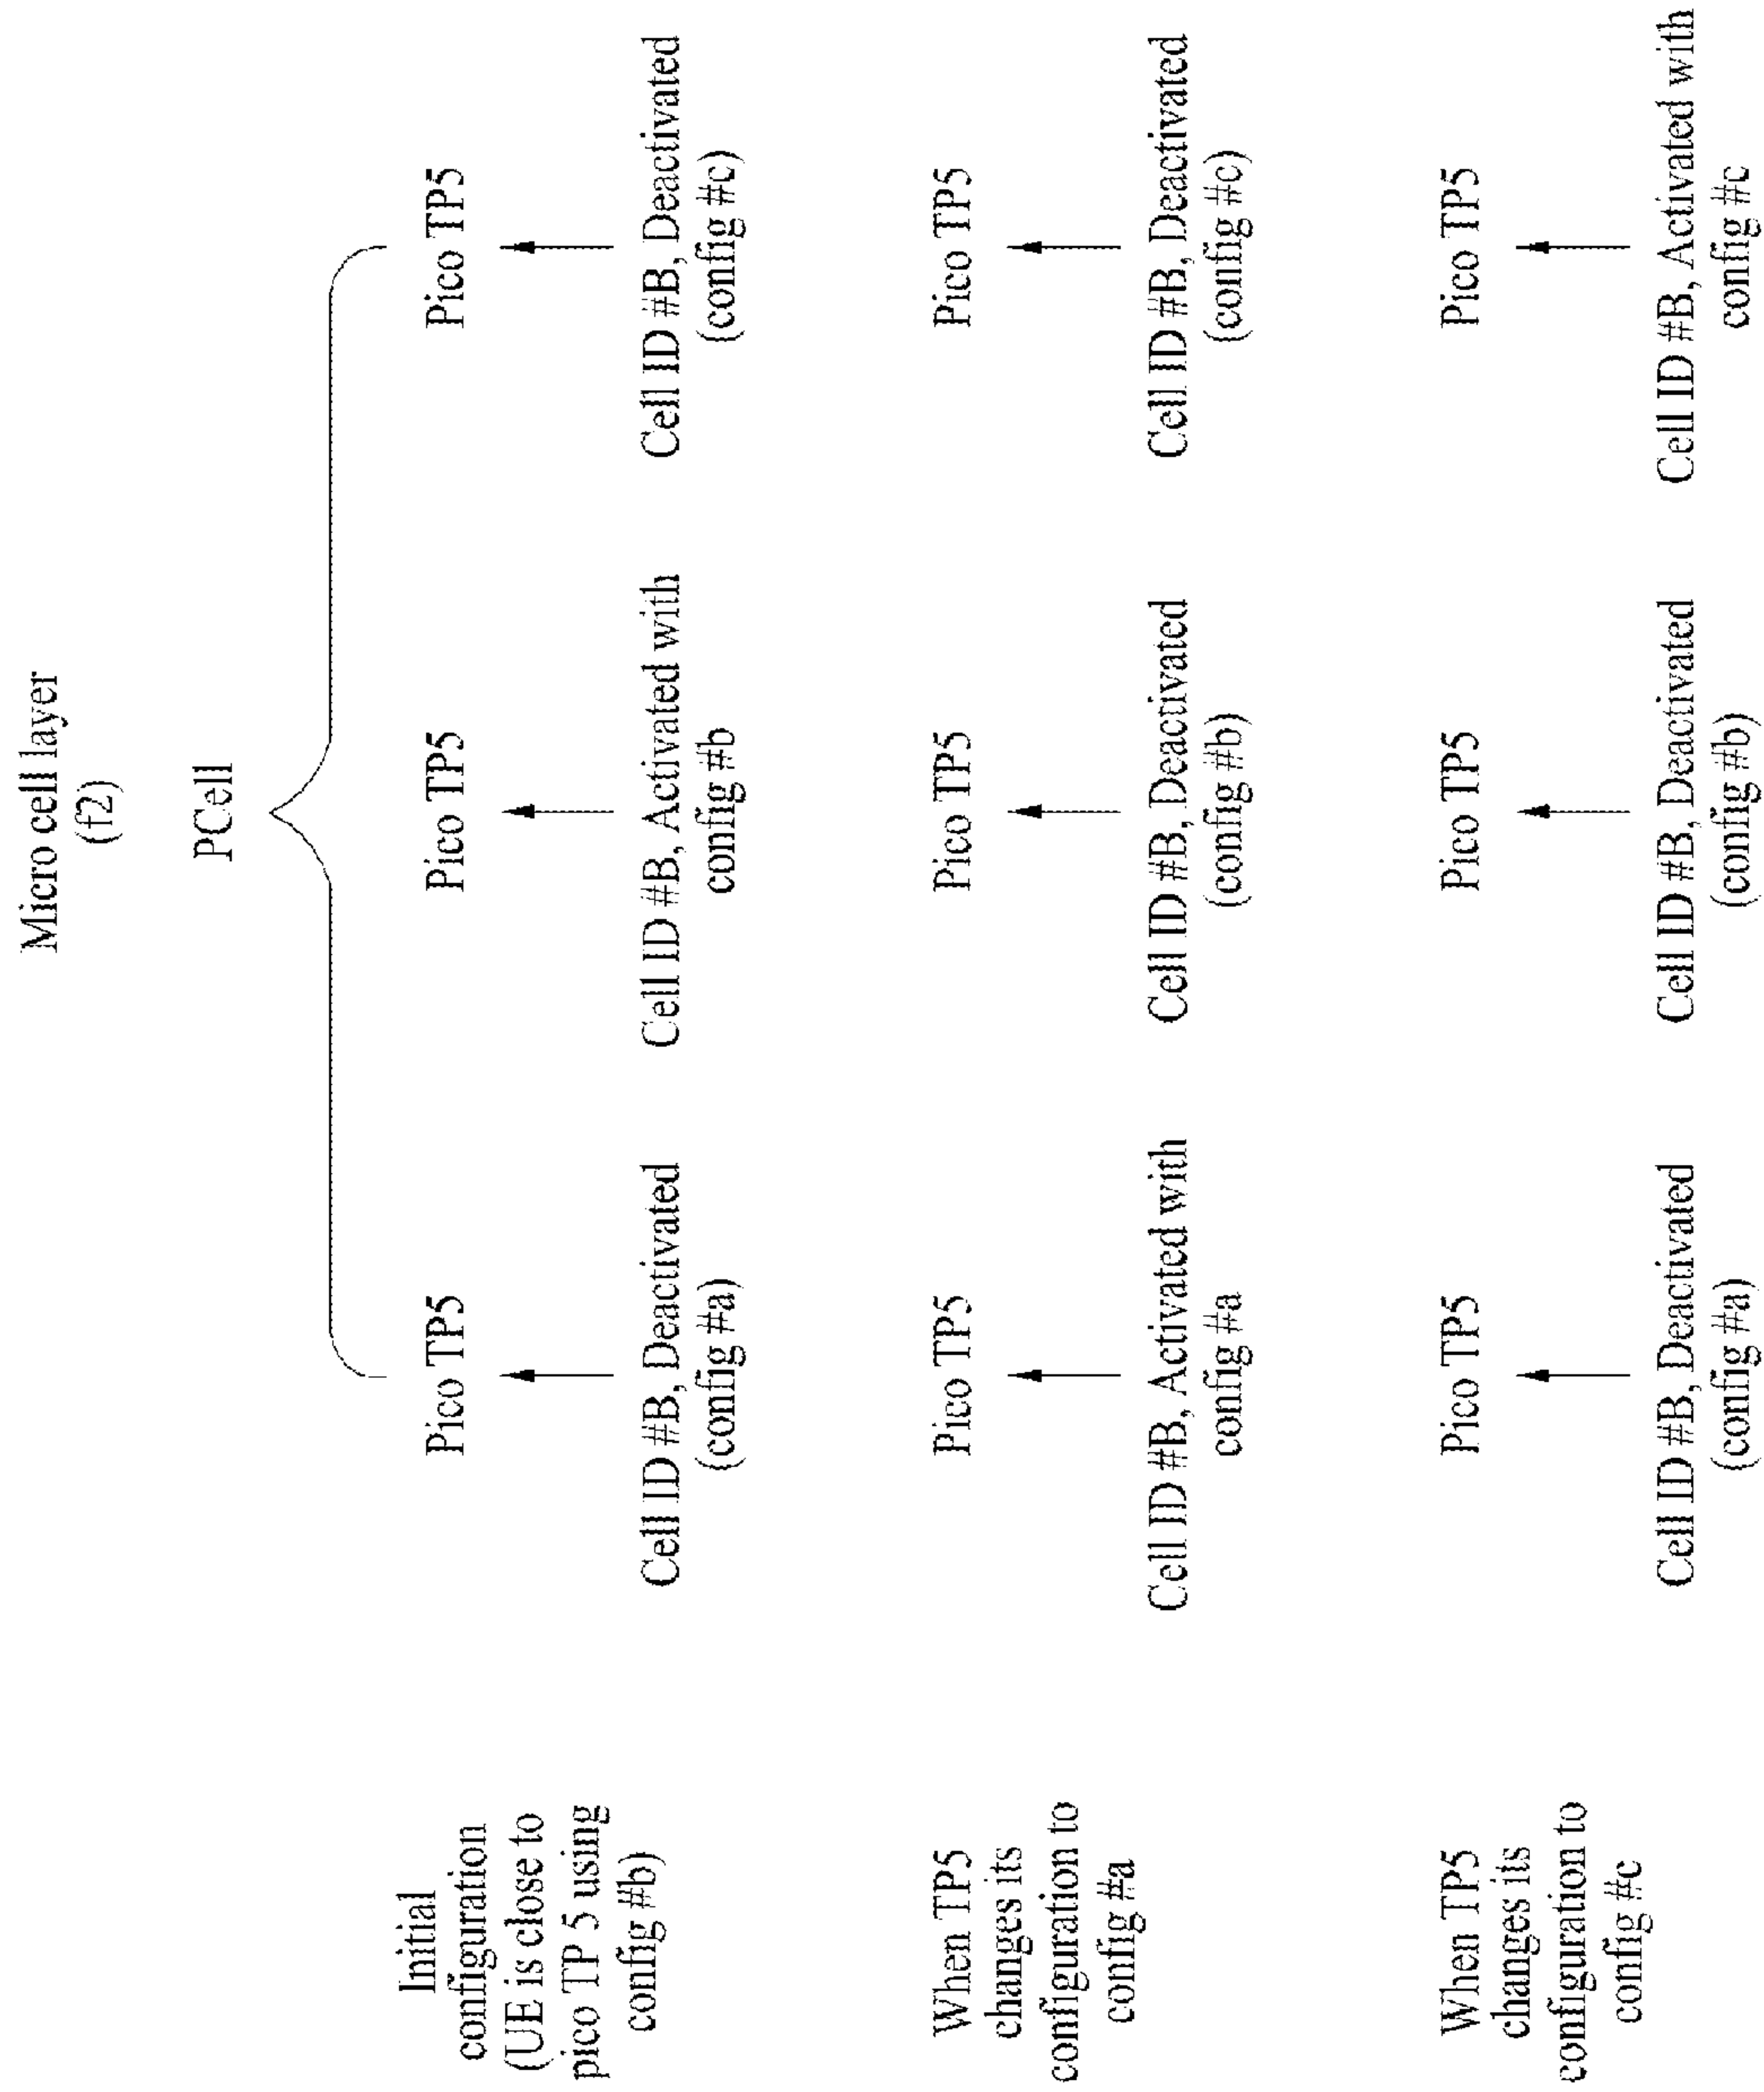 Micro cell layer
(f2)
PCell
Initial
configuration
(UE is close to
pico TP 5 using
config #b)
Pico TP5
Cell ID #B, Deactivated
(config #a)
Pico TP5
Cell ID #B, Activated with
config #b
Pico TP5
Cell ID #B, Deactivated
(config #c)
When TP5
changes its
configuration to
config #a
Pico TP5
Cell ID #B, Activated with
config #a
Pico TP5
Cell ID #B, Deactivated
(config #b)
Pico TP5
Cell ID #B, Deactivated
(config #c)
When TP5
changes its
configuration to
config #c
Pico TP5
Cell ID #B, Deactivated
(config #a)
Pico TP5
Cell ID #B, Deactivated
(config #b)
Pico TP5
Cell ID #B, Activated with
config #c